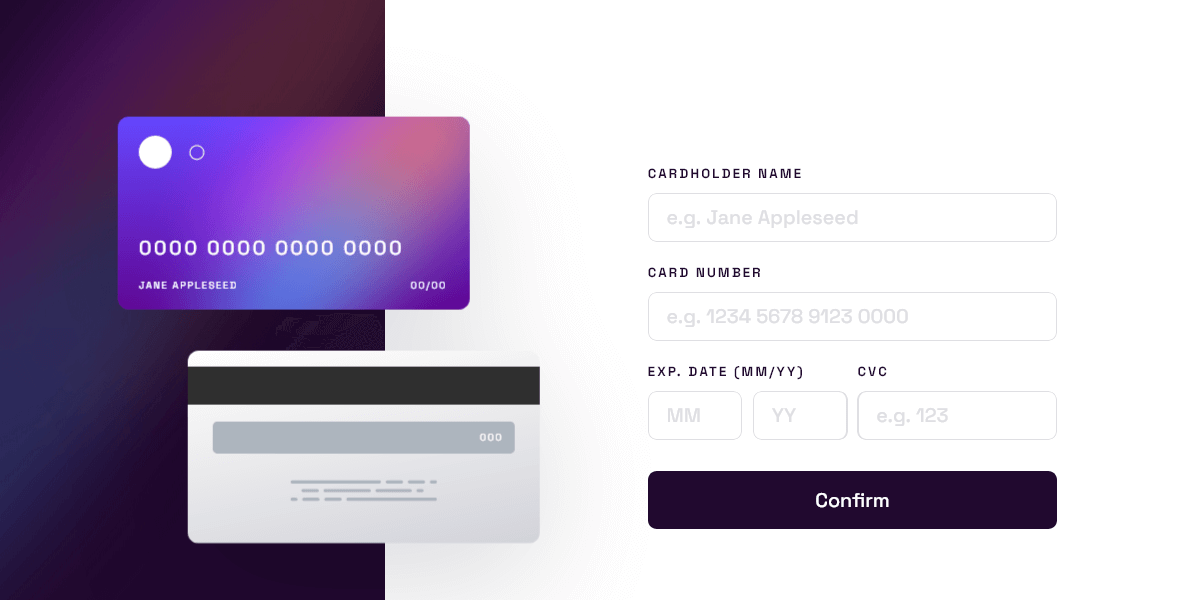 0000 0000 0000 0000
JANE APPLESEED 00/00
000
CARDHOLDER NAME
e.g. Jane Appleseed
CARD NUMBER
e.g. 1234 5678 9123 0000
EXP. DATE (MM/YY) CVC
MM YY e.g. 123
Confirm